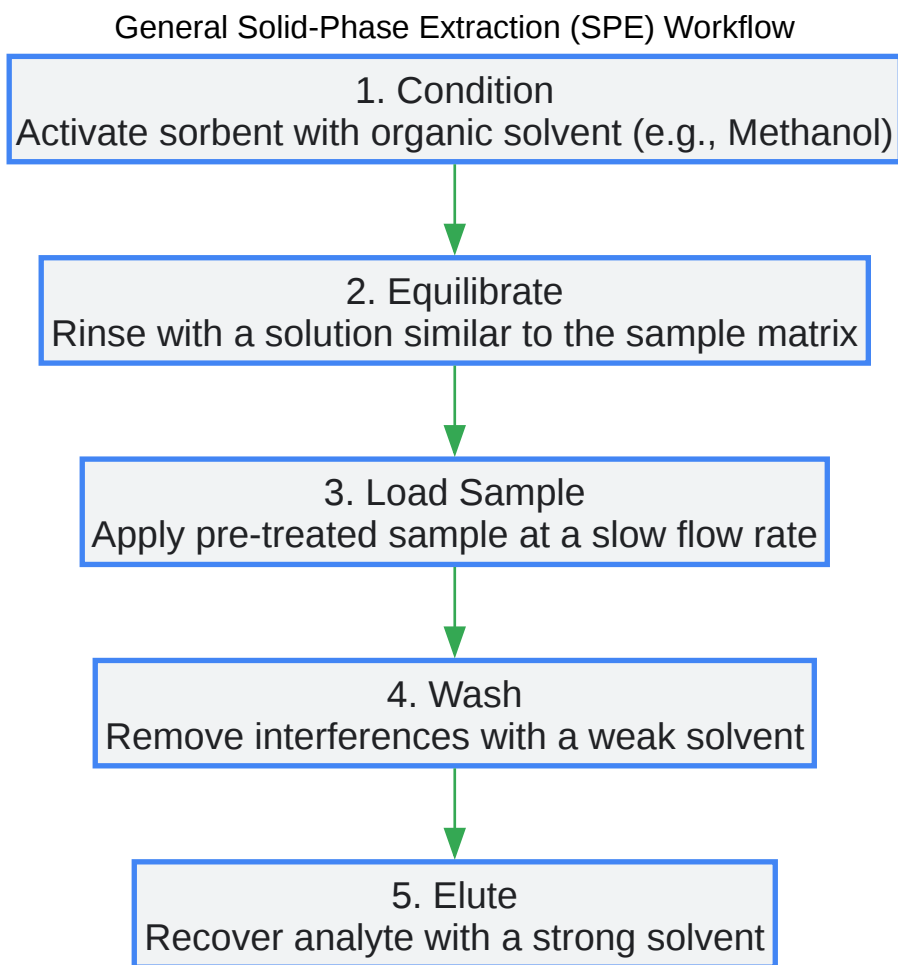 General Solid-Phase Extraction (SPE) Workflow
1. Condition
Activate sorbent with organic solvent (e.g., Methanol)
2. Equilibrate
Rinse with a solution similar to the sample matrix
3. Load Sample
Apply pre-treated sample at a slow flow rate
4. Wash
Remove interferences with a weak solvent
5. Elute
Recover analyte with a strong solvent